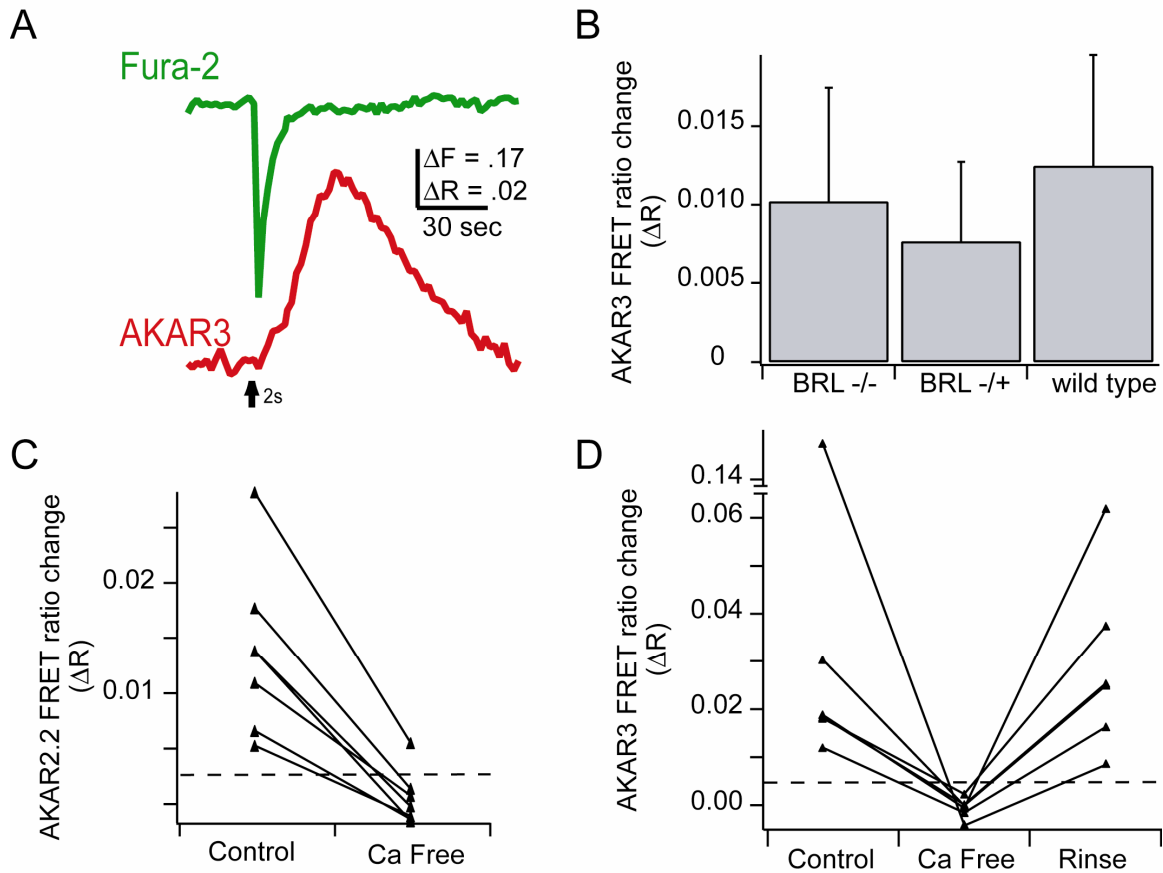 A
Fura-2
ΔF = .17
ΔR = .02
30 sec
AKAR3
2s
B
AKAR3 FRET ratio change
(ΔR)
0.015
0.010
0.005
0
BRL -/-
BRL -/+
wild type
C
AKAR2.2 FRET ratio change
(ΔR)
0.02
0.01
Control
Ca Free
D
AKAR3 FRET ratio change
(ΔR)
0.14
0.06
0.04
0.02
0.00
Control
Ca Free
Rinse